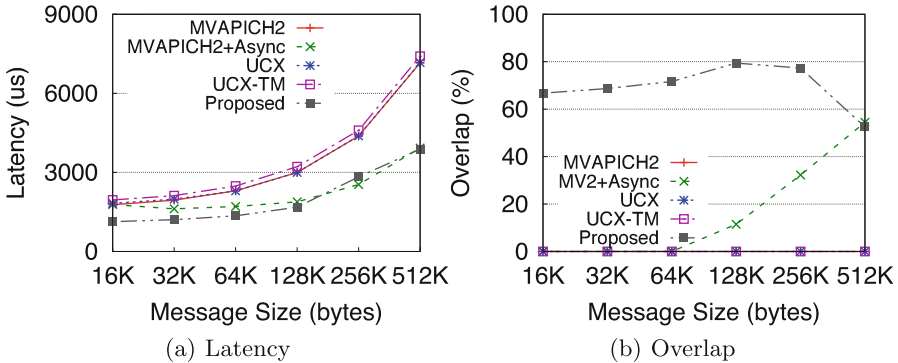 9000
6000
3000
0
Latency (us)
MVAPICH2
MVAPICH2+Async
UCX
UCX-TM
Proposed
16K 32K 64K 128K 256K 512K
Message Size (bytes)
(a) Latency
100
80
60
40
20
0
Overlap (%)
MVAPICH2
MV2+Async
UCX
UCX-TM
Proposed
16K 32K 64K 128K 256K 512K
Message Size (bytes)
(b) Overlap